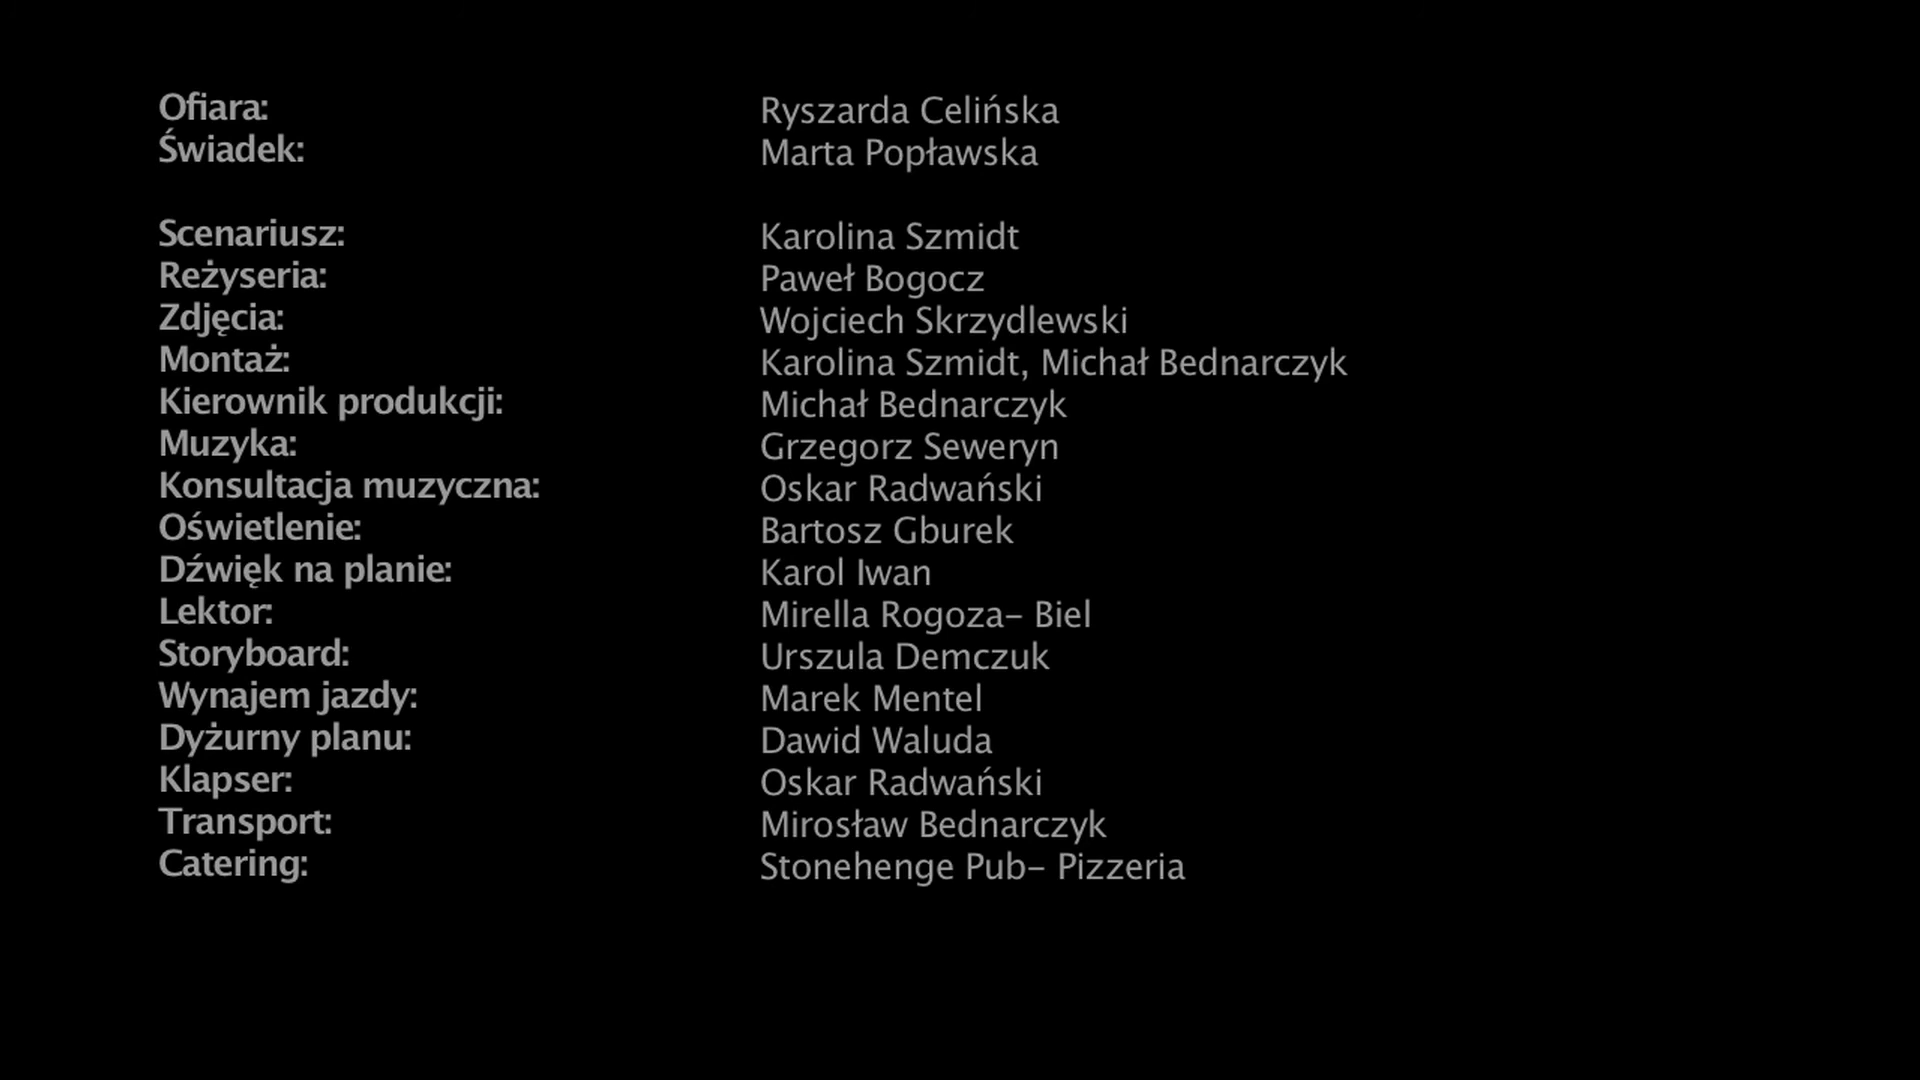 Ofiara: Ryszarda Celińska
Świadek: Marta Popławska
Scenariusz: Karolina Szmidt
Reżyseria: Paweł Bogocz
Zdjęcia: Wojciech Skrzydlewski
Montaż: Karolina Szmidt, Michał Bednarczyk
Kierownik produkcji: Michał Bednarczyk
Muzyka: Grzegorz Seweryn
Konsultacja muzyczna: Oskar Radwański
Oświetlenie: Bartosz Gburek
Dźwięk na planie: Karol Iwan
Lektor: Mirella Rogoza– Biel
Storyboard: Urszula Demczuk
Wynajem jazdy: Marek Mentel
Dyżurny planu: Dawid Waluda
Klapser: Oskar Radwański
Transport: Mirosław Bednarczyk
Catering: Stonehenge Pub– Pizzeria